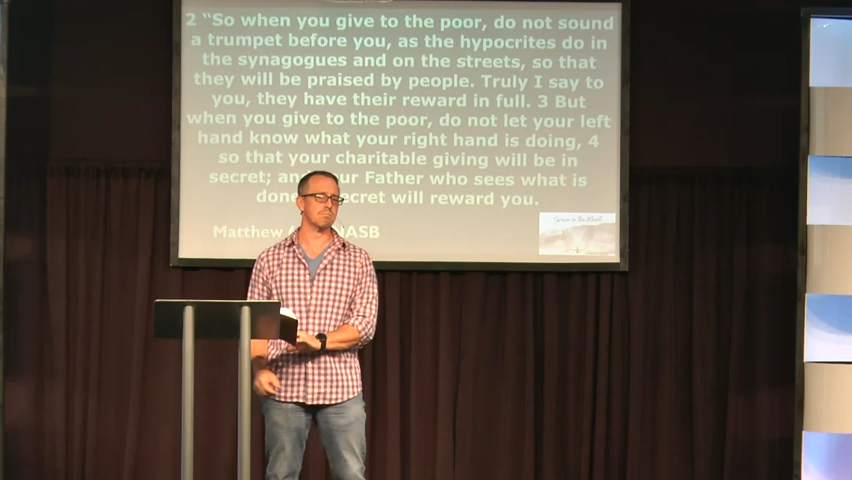 2 “So when you give to the poor, do not sound
a trumpet before you, as the hypocrites do in
the synagogues and on the streets, so that
they will be praised by people. Truly I say to
you, they have their reward in full. 3 But
when you give to the poor, do not let your left
hand know what your right hand is doing, 4
so that your charitable giving will be in
secret; and your Father who sees what is
done secret will reward you.
Matthew NASB
Sermon on the Mount